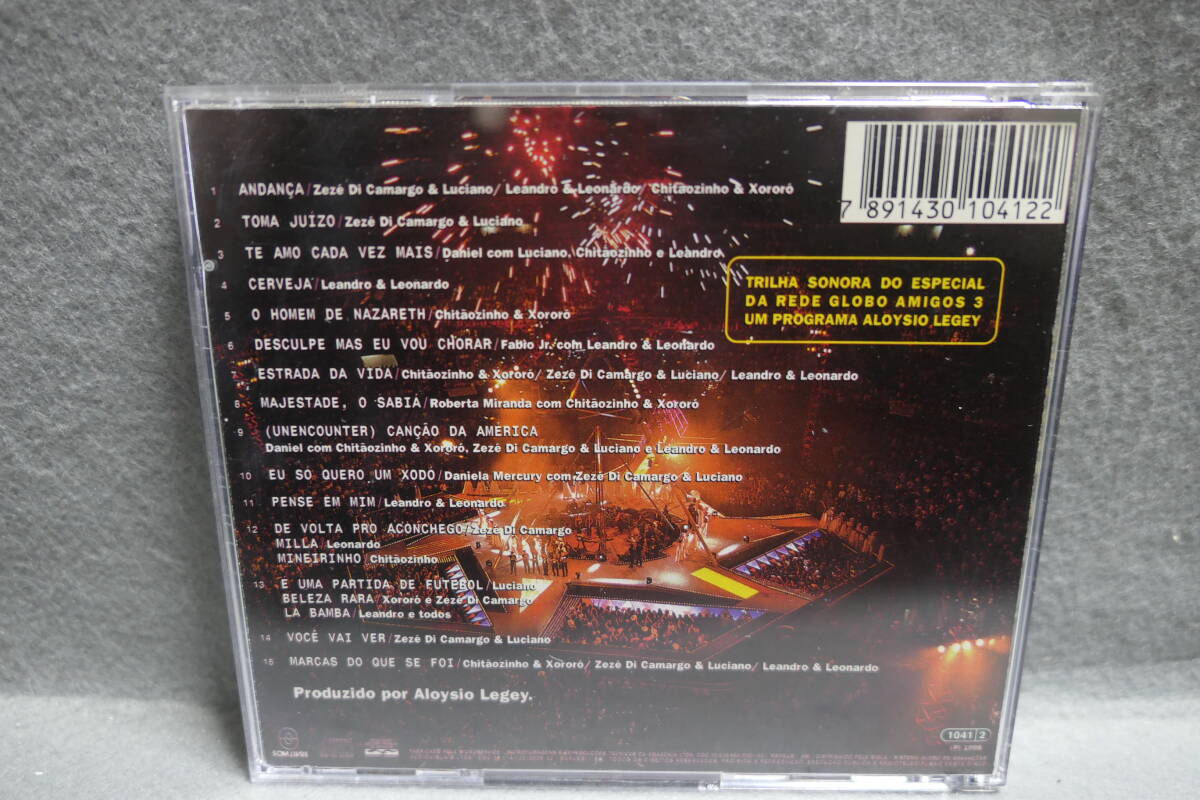 1 ANDANÇA/Zezé Di Camargo & Luciano/ Leandro & Leonardo/ Chitãozinho & Xororó
2 TOMA JUÍZO/Zezé Di Camargo & Luciano
3 TE AMO CADA VEZ MAIS/Daniel com Luciano, Chitãozinho e Leandro
4 CERVEJA/Leandro & Leonardo
5 O HOMEM DE NAZARETH/Chitãozinho & Xororó
6 DESCULPE MAS EU VOU CHORAR/Fabio Jr. com Leandro & Leonardo
7 ESTRADA DA VIDA/Chitãozinho & Xororó/ Zezé Di Camargo & Luciano/ Leandro & Leonardo
8 MAJESTADE, O SABIÁ/Roberta Miranda com Chitãozinho & Xororó
9 (UNENCOUNTER) CANÇÃO DA AMERICA
Daniel com Chitãozinho & Xororó, Zezé Di Camargo & Luciano e Leandro & Leonardo
10 EU SO QUERO UM XODO/Daniela Mercury com Zezé Di Camargo & Luciano
11 PENSE EM MIM/Leandro & Leonardo
12 DE VOLTA PRO ACONCHEGO/Zezé Di Camargo
MILLA/Leonardo
MINEIRINHO/Chitãozinho
13 E UMA PARTIDA DE FUTEBOL/Luciano
BELEZA RARA/Xororó e Zezé Di Camargo
LA BAMBA/Leandro e todos
14 VOCÊ VAI VER/Zezé Di Camargo & Luciano
15 MARCAS DO QUE SE FOI/Chitãozinho & Xororó/ Zezé Di Camargo & Luciano/ Leandro & Leonardo
Produzido por Aloysio Legey.
7 891430 104122
TRILHA SONORA DO ESPECIAL
DA REDE GLOBO AMIGOS 3
UM PROGRAMA ALOYSIO LEGEY
SOM LIVRE
1041/2